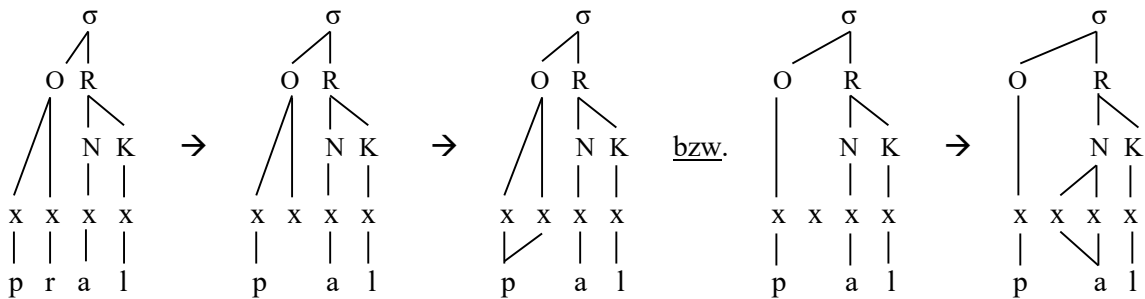 σ σ σ σ σ
O R O R O R O R O R
N K → N K → N K bzw. N K → N K
x x x x x x x x x x x x x x x x x x x x
p r a l p a l p a l p a l p a l